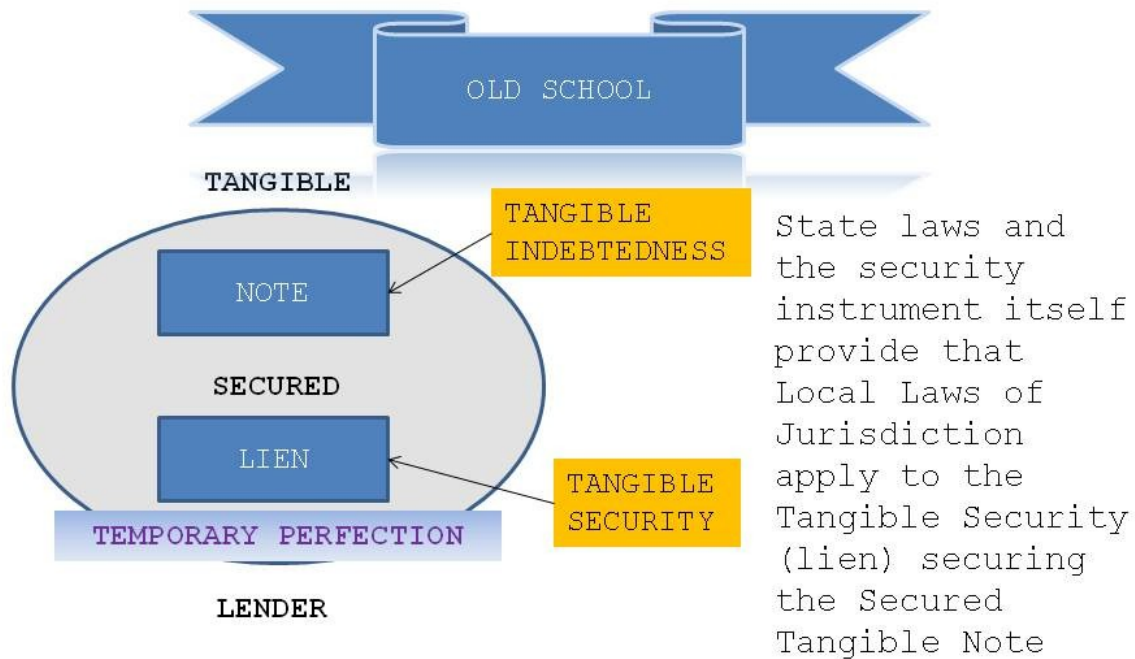 OLD SCHOOL
TANGIBLE
NOTE
TANGIBLE
INDEBTEDNESS
SECURED
LIEN
TANGIBLE
SECURITY
TEMPORARY PERFECTION
LENDER
State laws and
the security
instrument itself
provide that
Local Laws of
Jurisdiction
apply to the
Tangible Security
(lien) securing
the Secured
Tangible Note